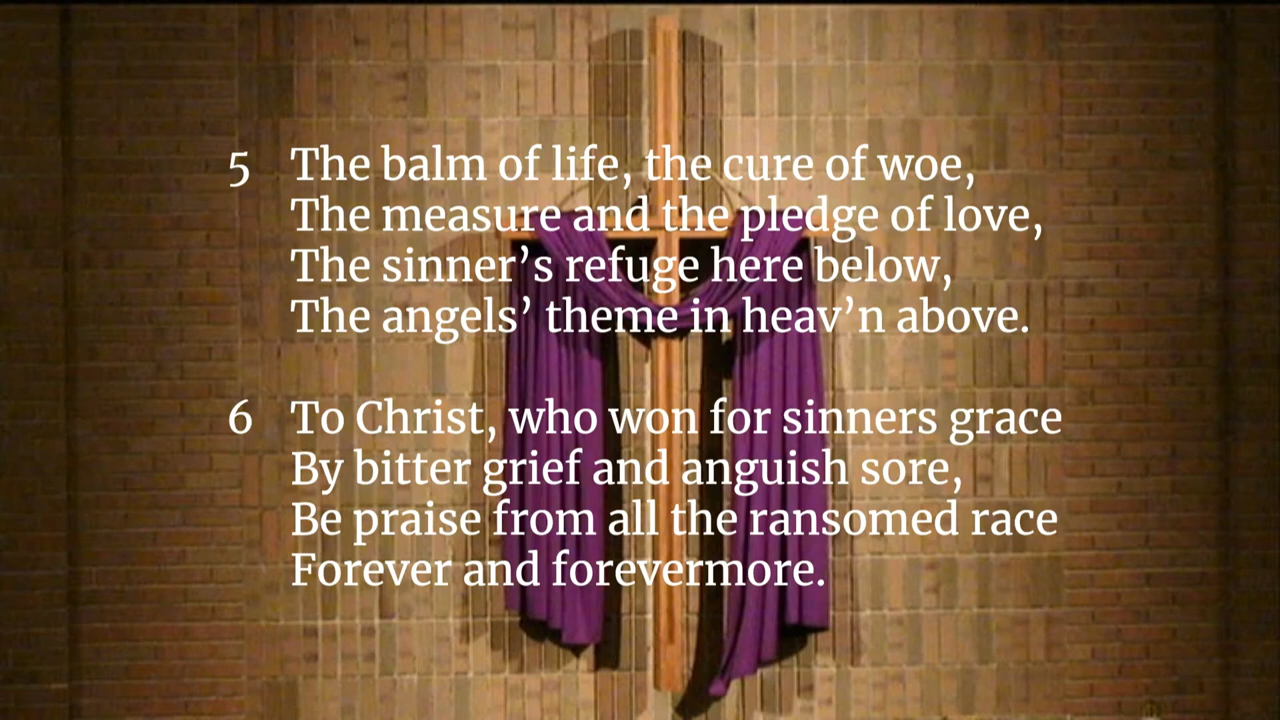 5 The balm of life, the cure of woe,
The measure and the pledge of love,
The sinner’s refuge here below,
The angels’ theme in heav’n above.
6 To Christ, who won for sinners grace
By bitter grief and anguish sore,
Be praise from all the ransomed race
Forever and forevermore.